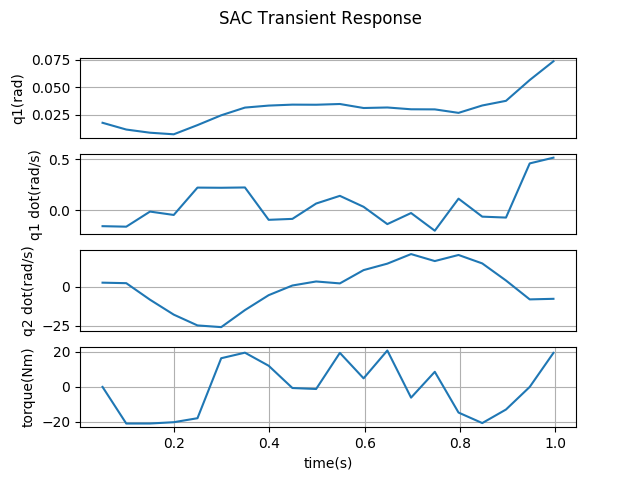 SAC Transient Response
q1(rad)
0.075
0.050
0.025
q1 dot(rad/s)
0.5
0.0
q2 dot(rad/s)
0
−25
torque(Nm)
20
0
−20
0.2 0.4 0.6 0.8 1.0
time(s)